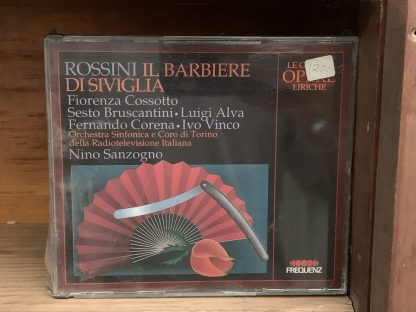 ROSSINI IL BARBIERE
DI SIVIGLIA
Fiorenza Cossotto
Sesto Bruscantini • Luigi Alva
Fernando Corena • Ivo Vinco
Orchestra Sinfonica e Coro di Torino
della Radiotelevisione Italiana
Nino Sanzogno
LE
OP
LIRICHE
FREQUENZ